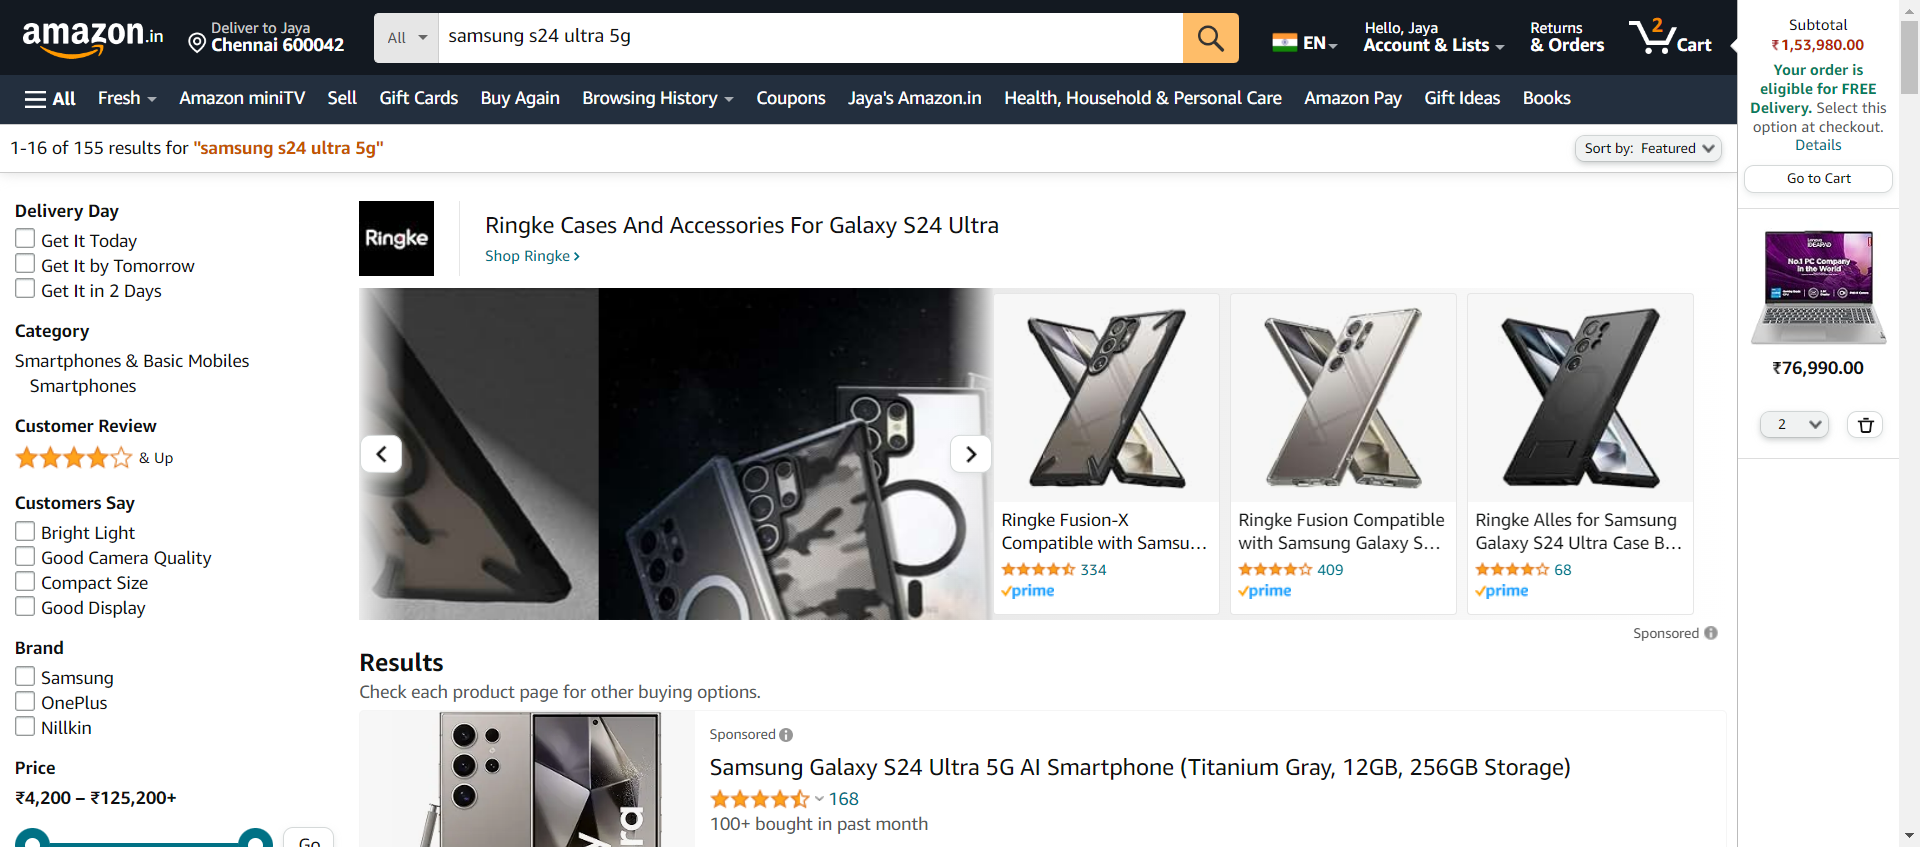 amazon.in
Deliver to Jaya
Chennai 600042
All
samsung s24 ultra 5g
EN
Hello, Jaya
Account & Lists
Returns
& Orders
2
Cart
All
Fresh
Amazon miniTV
Sell
Gift Cards
Buy Again
Browsing History
Coupons
Jaya's Amazon.in
Health, Household & Personal Care
Amazon Pay
Gift Ideas
Books
1-16 of 155 results for "samsung s24 ultra 5g"
Sort by: Featured
Delivery Day
Get It Today
Get It by Tomorrow
Get It in 2 Days
Category
Smartphones & Basic Mobiles
Smartphones
Customer Review
& Up
Customers Say
Bright Light
Good Camera Quality
Compact Size
Good Display
Brand
Samsung
OnePlus
Nillkin
Price
₹4,200 – ₹125,200+
Go
Ringke
Ringke Cases And Accessories For Galaxy S24 Ultra
Shop Ringke
Ringke Fusion-X
Compatible with Samsu...
334
prime
Ringke Fusion Compatible
with Samsung Galaxy S...
409
prime
Ringke Alles for Samsung
Galaxy S24 Ultra Case B...
68
prime
Sponsored
Results
Check each product page for other buying options.
Sponsored
Samsung Galaxy S24 Ultra 5G AI Smartphone (Titanium Gray, 12GB, 256GB Storage)
168
100+ bought in past month
Subtotal
₹1,53,980.00
Your order is
eligible for FREE
Delivery. Select this
option at checkout.
Details
Go to Cart
Lenovo
IDEAPAD
No.1 PC Company
in the World
₹76,990.00
2